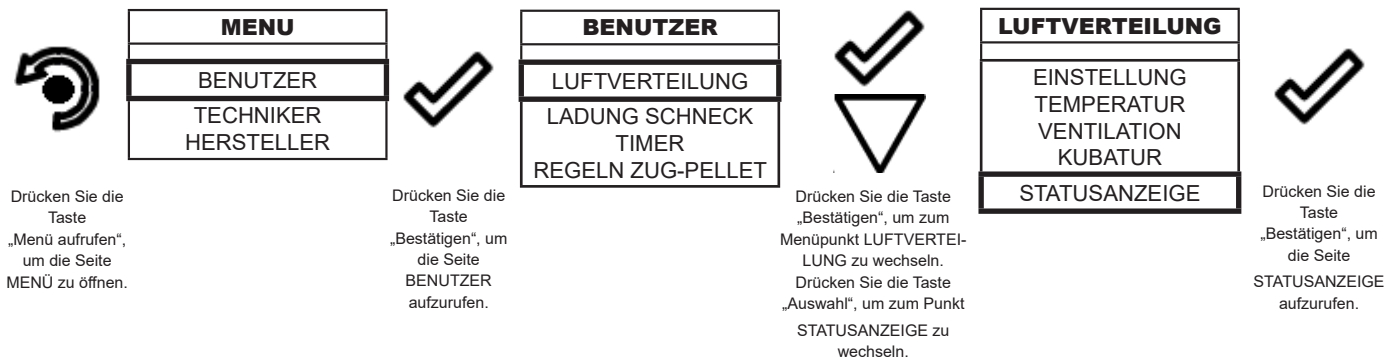 MENU
BENUTZER
TECHNIKER
HERSTELLER
BENUTZER
LUFTVERTEILUNG
LADUNG SCHNECK
TIMER
REGELN ZUG-PELLET
LUFTVERTEILUNG
EINSTELLUNG
TEMPERATUR
VENTILATION
KUBATUR
STATUSANZEIGE
Drücken Sie die
Taste
„Menü aufrufen“,
um die Seite
MENÜ zu öffnen.
Drücken Sie die
Taste
„Bestätigen“, um
die Seite
BENUTZER
aufzurufen.
Drücken Sie die Taste
„Bestätigen“, um zum
Menüpunkt LUFTVERTEI-
LUNG zu wechseln.
Drücken Sie die Taste
„Auswahl“, um zum Punkt
STATUSANZEIGE zu
wechseln.
Drücken Sie die
Taste
„Bestätigen“, um
die Seite
STATUSANZEIGE
aufzurufen.